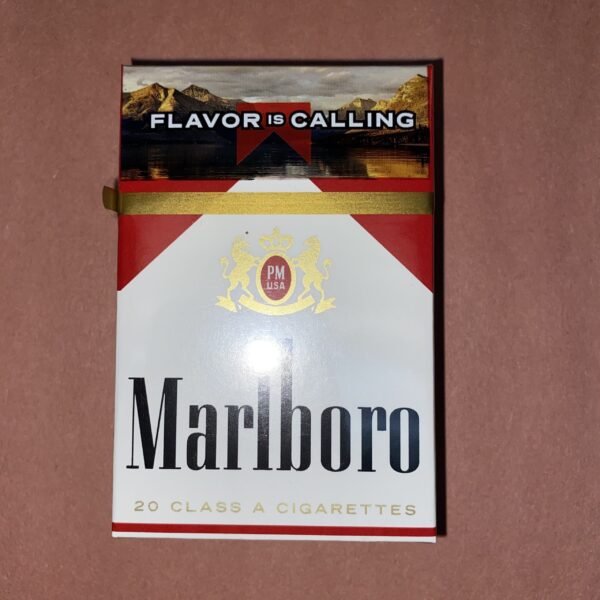 FLAVOR IS CALLING
PM
USA
Marlboro
20 CLASS A CIGARETTES